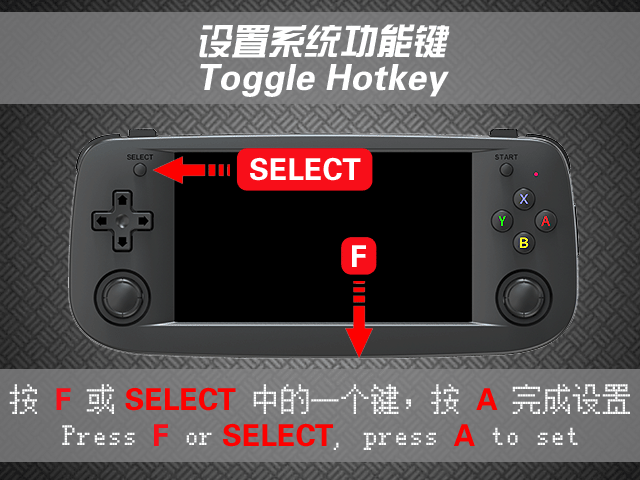 设置系统功能键
Toggle Hotkey
SELECT
SELECT
START
X
Y
A
B
F
按 F 或 SELECT 中的一个键，按 A 完成设置
Press F or SELECT, press A to set